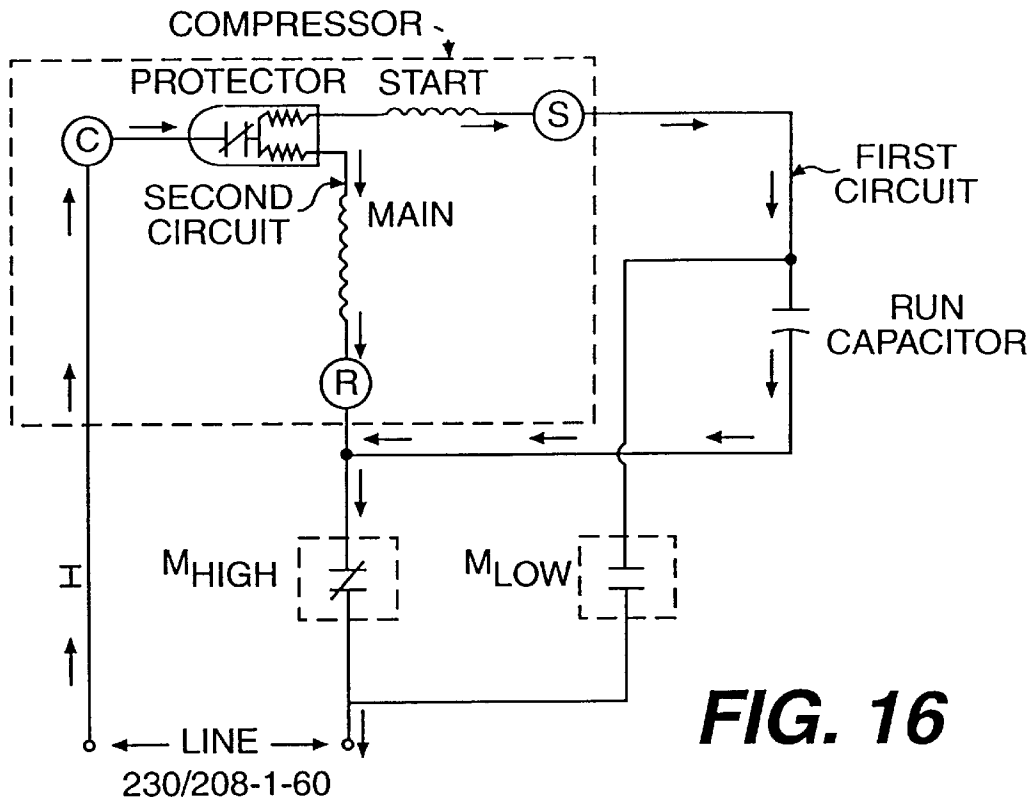 COMPRESSOR
PROTECTOR
START
C
S
FIRST
CIRCUIT
SECOND
CIRCUIT
MAIN
RUN
CAPACITOR
R
MHIGH
MLOW
I
LINE
230/208-1-60
FIG. 16